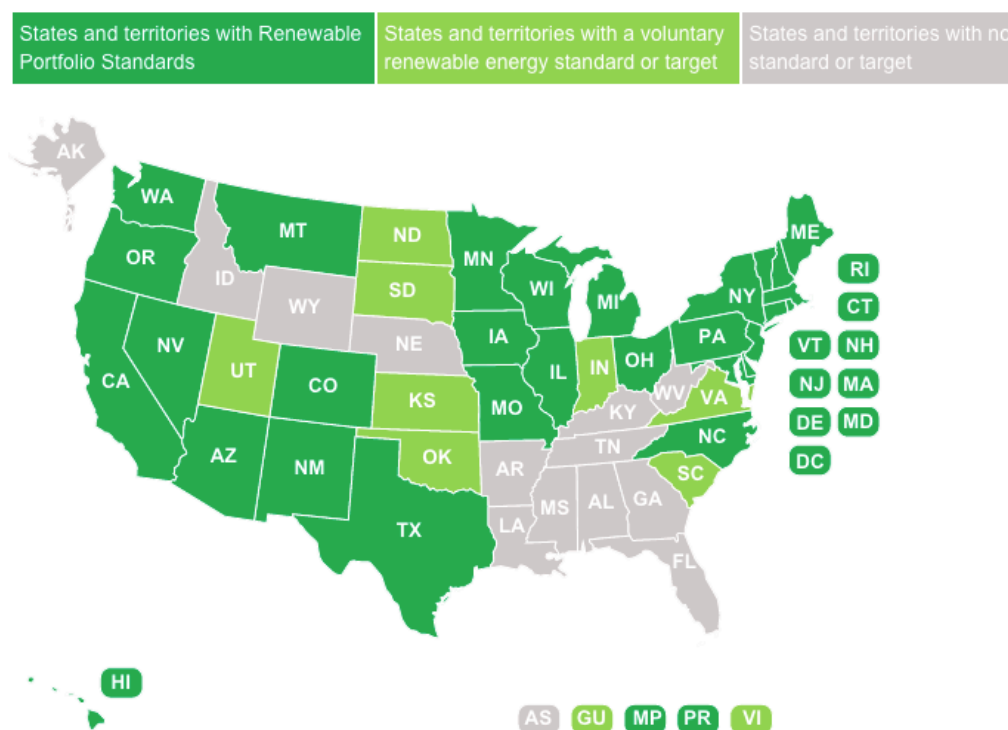 States and territories with Renewable
Portfolio Standards
States and territories with a voluntary
renewable energy standard or target
States and territories with no
standard or target
AK
WA
MT
ND
MN
ME
OR
ID
SD
WI
MI
NY
RI
WY
CT
NV
NE
IA
PA
VT
NH
CA
UT
CO
KS
IL
IN
OH
NJ
MA
MO
WV
VA
KY
DE
MD
AZ
NM
OK
AR
TN
NC
DC
SC
TX
LA
MS
AL
GA
FL
HI
AS
GU
MP
PR
VI